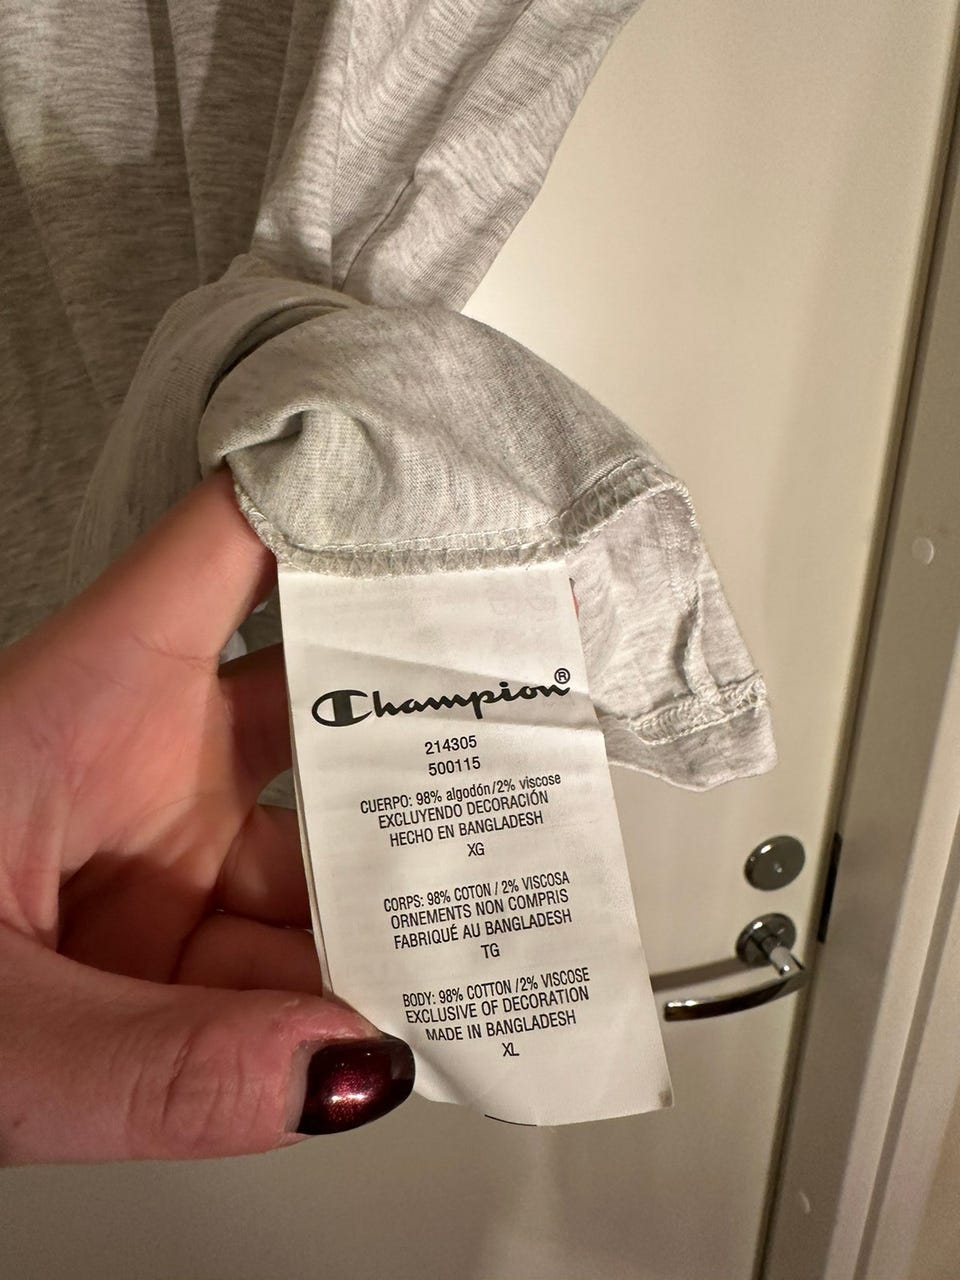 Champion®
214305
500115
CUERPO: 98% algodón/2% viscose
EXCLUYENDO DECORACIÓN
HECHO EN BANGLADESH
XG
CORPS: 98% COTON / 2% VISCOSA
ORNEMENTS NON COMPRIS
FABRIQUÉ AU BANGLADESH
TG
BODY: 98% COTTON /2% VISCOSE
EXCLUSIVE OF DECORATION
MADE IN BANGLADESH
XL